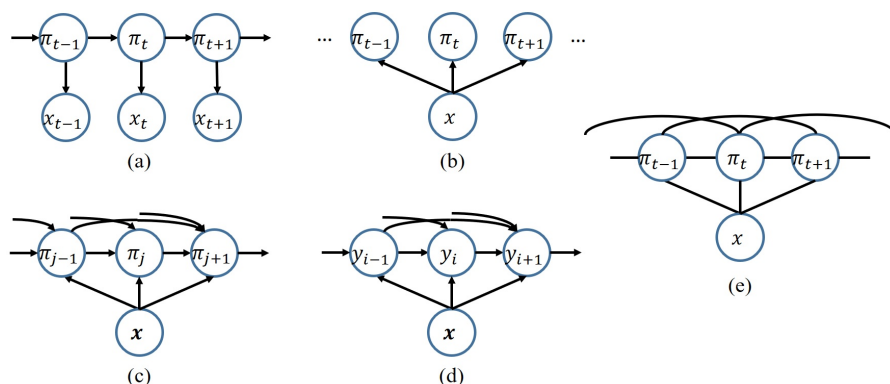 π_{t−1} π_t π_{t+1}
x_{t−1} x_t x_{t+1}
(a)
... π_{t−1} π_t π_{t+1} ...
x
(b)
π_{j−1} π_j π_{j+1}
x
(c)
y_{i−1} y_i y_{i+1}
x
(d)
π_{t−1} π_t π_{t+1}
x
(e)